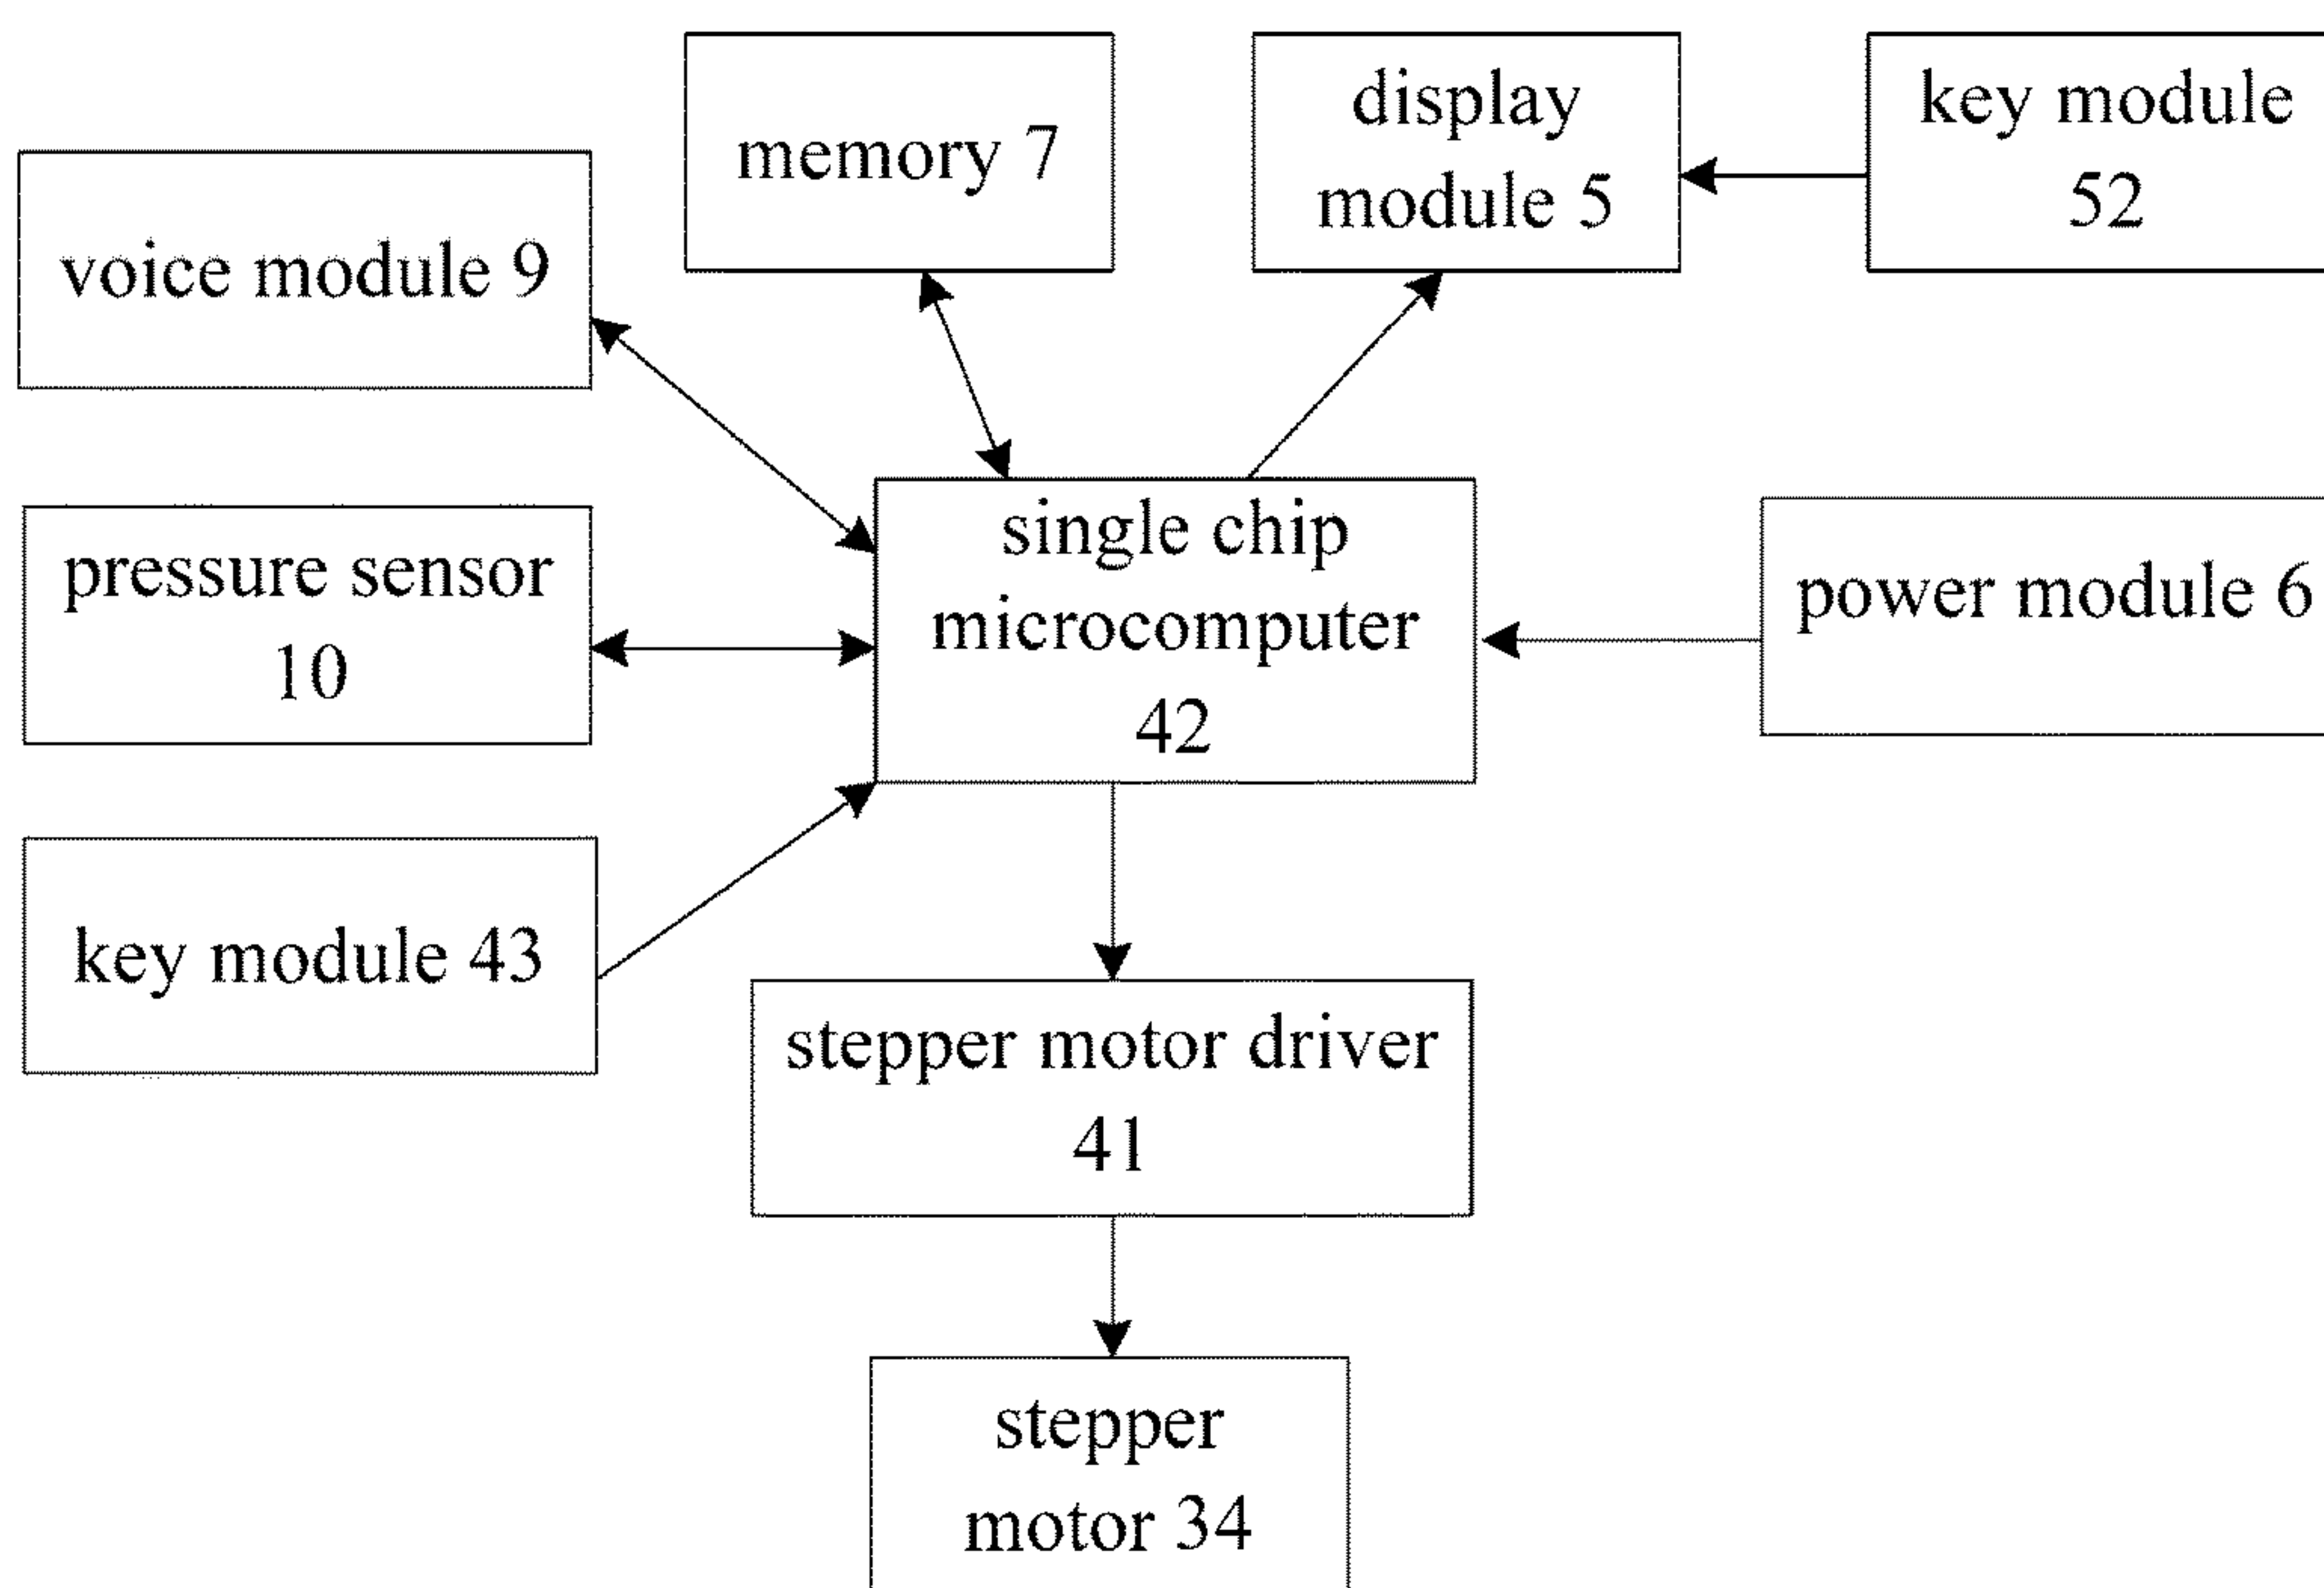 memory 7
display
module 5
key module
52
voice module 9
single chip
microcomputer
42
pressure sensor
10
power module 6
key module 43
stepper motor driver
41
stepper
motor 34